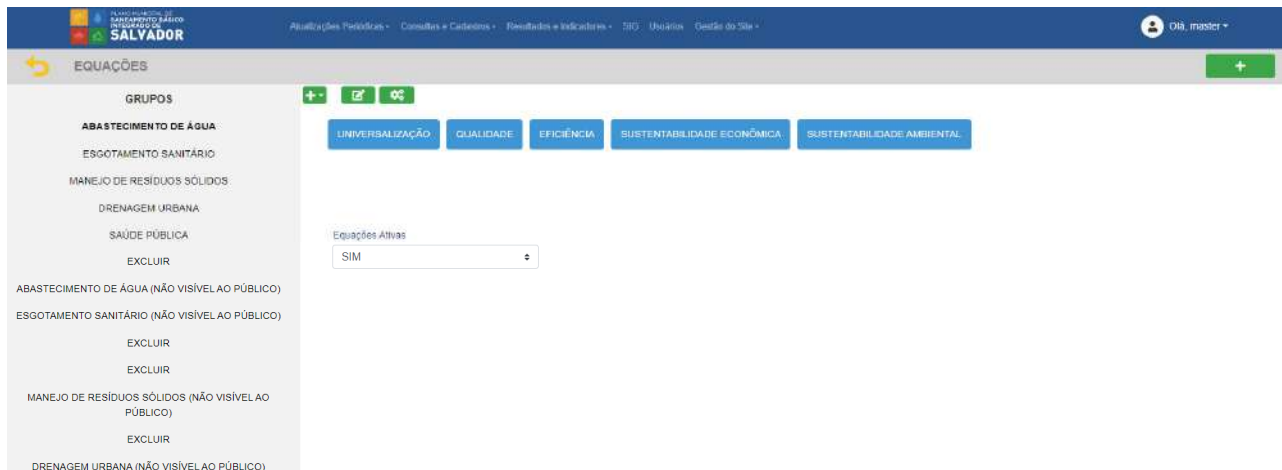 PLANO MUNICIPAL DE
SANEAMENTO BÁSICO
INTEGRADO DE
SALVADOR
Atualizações Periódicas Consultas e Cadastros Resultados e Indicadores SIG Usuários Gestão do Site
Olá, master
EQUAÇÕES
+
GRUPOS
ABASTECIMENTO DE ÁGUA
ESGOTAMENTO SANITÁRIO
MANEJO DE RESÍDUOS SÓLIDOS
DRENAGEM URBANA
SAÚDE PÚBLICA
EXCLUIR
ABASTECIMENTO DE ÁGUA (NÃO VISÍVEL AO PÚBLICO)
ESGOTAMENTO SANITÁRIO (NÃO VISÍVEL AO PÚBLICO)
EXCLUIR
EXCLUIR
MANEJO DE RESÍDUOS SÓLIDOS (NÃO VISÍVEL AO
PÚBLICO)
EXCLUIR
DRENAGEM URBANA (NÃO VISÍVEL AO PÚBLICO)
+
UNIVERSALIZAÇÃO QUALIDADE EFICIÊNCIA SUSTENTABILIDADE ECONÔMICA SUSTENTABILIDADE AMBIENTAL
Equações Ativas
SIM